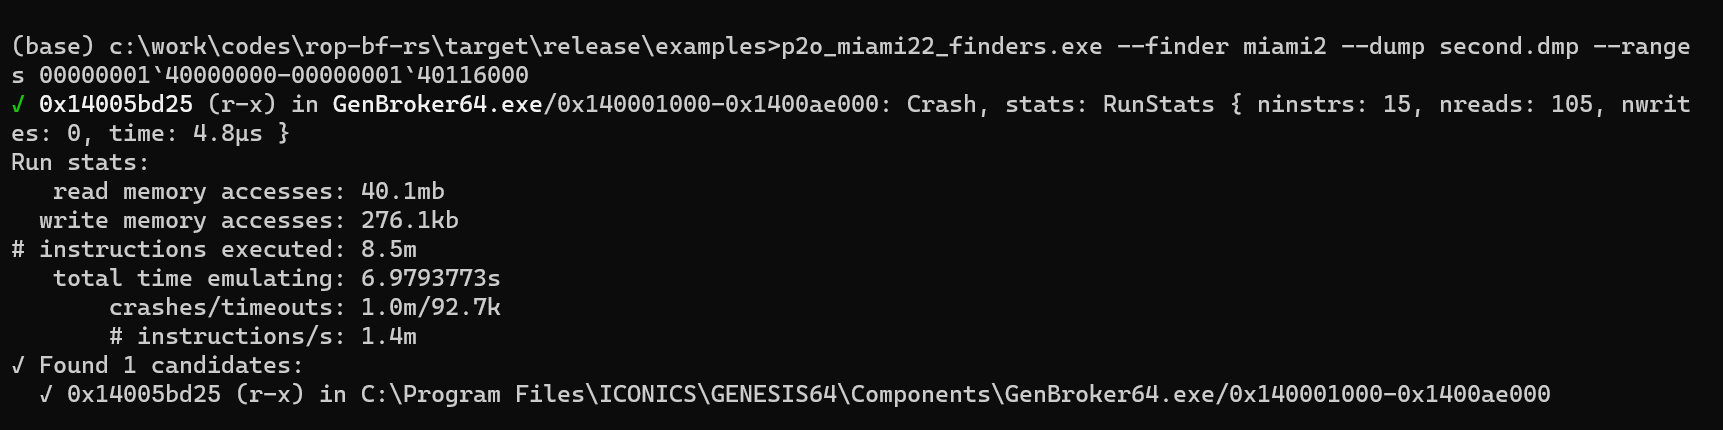 (base) c:\work\codes\rop-bf-rs\target\release\examples>p2o_miami22_finders.exe --finder miami2 --dump second.dmp --range
s 00000001`40000000-00000001`40116000
✓ 0x14005bd25 (r-x) in GenBroker64.exe/0x140001000-0x1400ae000: Crash, stats: RunStats { ninstrs: 15, nreads: 105, nwrit
es: 0, time: 4.8µs }
Run stats:
   read memory accesses: 40.1mb
  write memory accesses: 276.1kb
# instructions executed: 8.5m
   total time emulating: 6.9793773s
       crashes/timeouts: 1.0m/92.7k
       # instructions/s: 1.4m
✓ Found 1 candidates:
  ✓ 0x14005bd25 (r-x) in C:\Program Files\ICONICS\GENESIS64\Components\GenBroker64.exe/0x140001000-0x1400ae000